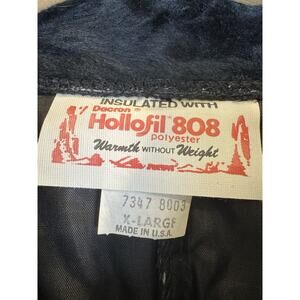 INSULATED WITH
Dacron®
Hollofil® 808
polyester
Warmth WITHOUT Weight
7347 8003
X-LARGE
MADE IN U.S.A.